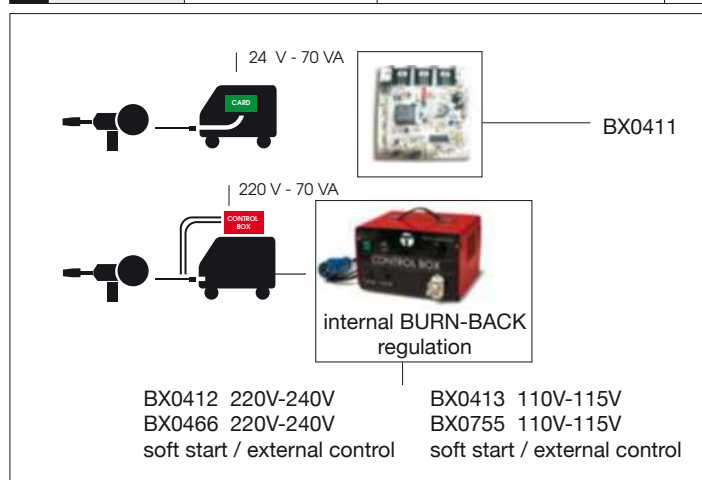 24 V - 70 VA
CARD
BX0411
220 V - 70 VA
CONTROL
BOX
CONTROL BOX
internal BURN-BACK
regulation
BX0412 220V-240V
BX0466 220V-240V
soft start / external control
BX0413 110V-115V
BX0755 110V-115V
soft start / external control